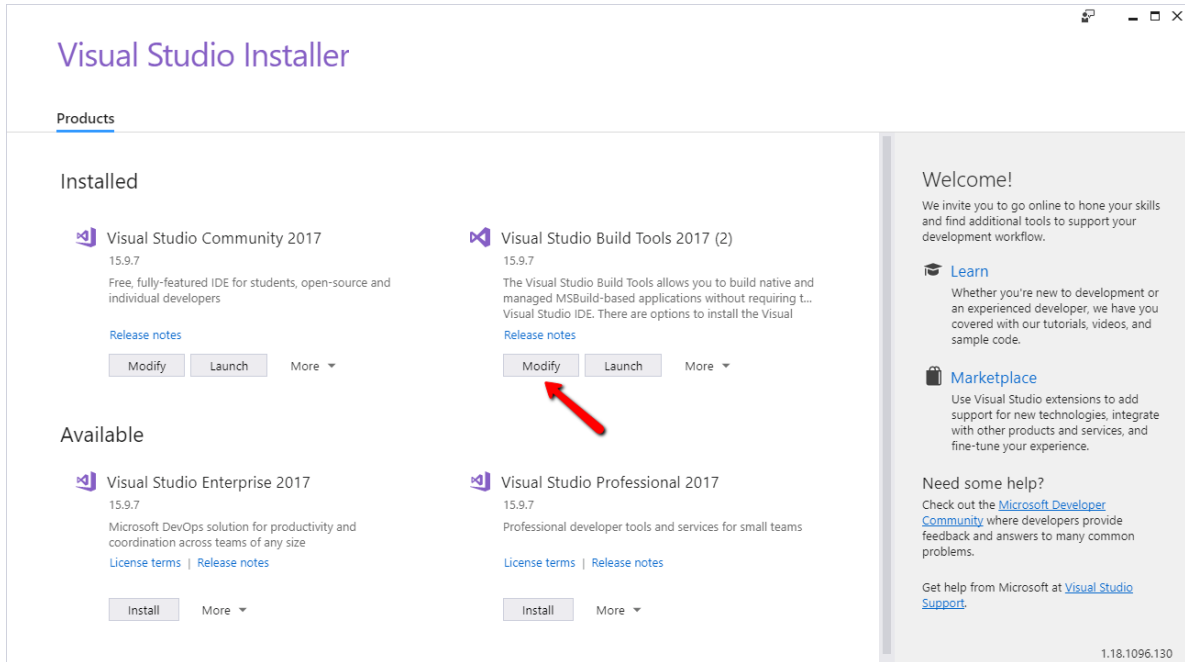 Visual Studio Installer
Products
Installed
Visual Studio Community 2017
15.9.7
Free, fully-featured IDE for students, open-source and
individual developers
Release notes
Modify Launch More
Visual Studio Build Tools 2017 (2)
15.9.7
The Visual Studio Build Tools allows you to build native and
managed MSBuild-based applications without requiring t...
Visual Studio IDE. There are options to install the Visual
Release notes
Modify Launch More
Available
Visual Studio Enterprise 2017
15.9.7
Microsoft DevOps solution for productivity and
coordination across teams of any size
License terms | Release notes
Install More
Visual Studio Professional 2017
15.9.7
Professional developer tools and services for small teams
License terms | Release notes
Install More
Welcome!
We invite you to go online to hone your skills
and find additional tools to support your
development workflow.
Learn
Whether you're new to development or
an experienced developer, we have you
covered with our tutorials, videos, and
sample code.
Marketplace
Use Visual Studio extensions to add
support for new technologies, integrate
with other products and services, and
fine-tune your experience.
Need some help?
Check out the Microsoft Developer
Community where developers provide
feedback and answers to many common
problems.
Get help from Microsoft at Visual Studio
Support.
1.18.1096.130